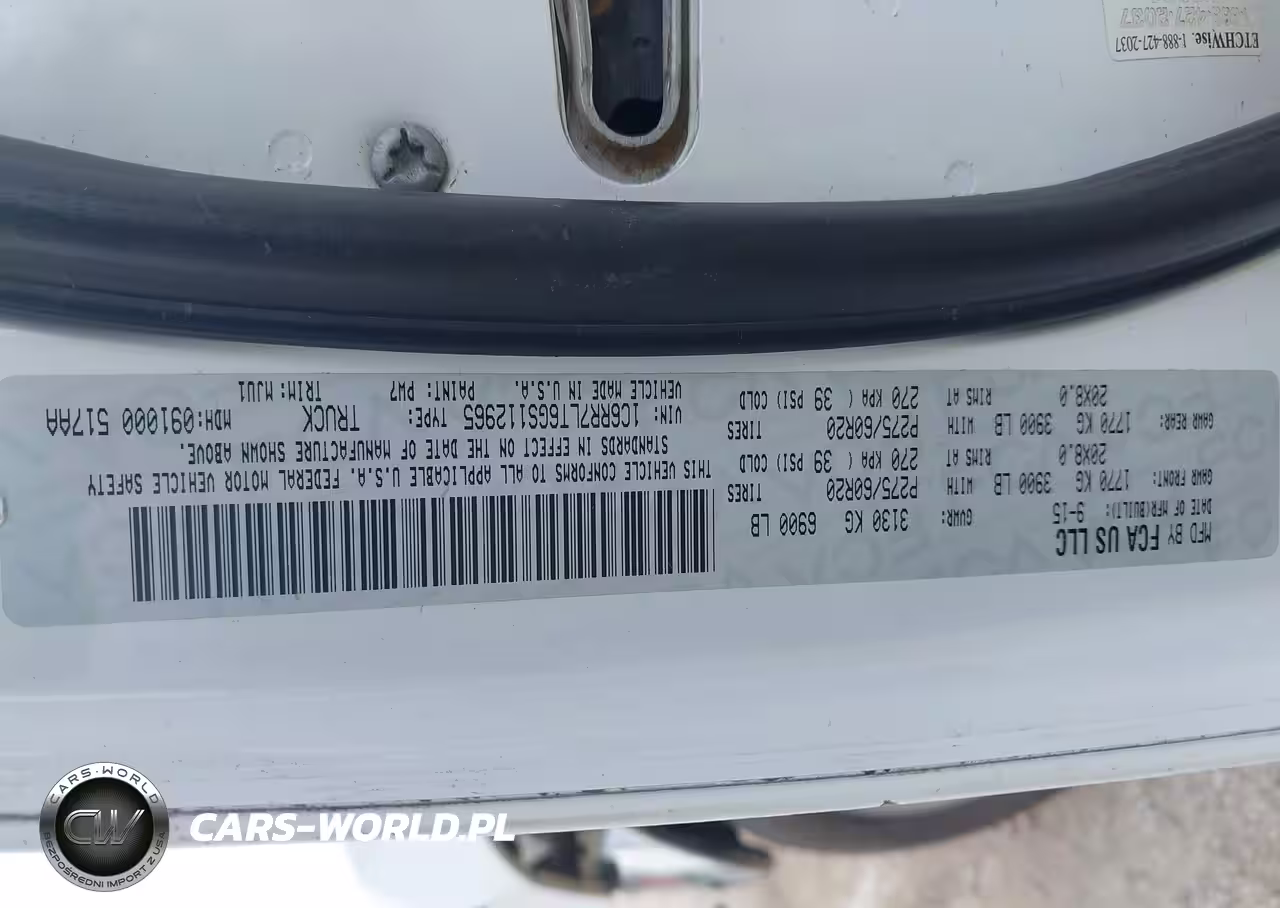 MFD BY FCA US LLC
DATE OF MFR(BUILT): 9-15 GVWR: 3130 KG 6900 LB
GAWR FRONT: 1770 KG 3900 LB WITH P275/60R20 TIRES
20X8.0 RIMS AT 270 KPA ( 39 PSI) COLD
GAWR REAR: 1770 KG 3900 LB WITH P275/60R20 TIRES
20X8.0 RIMS AT 270 KPA ( 39 PSI) COLD
THIS VEHICLE CONFORMS TO ALL APPLICABLE U.S.A. FEDERAL MOTOR VEHICLE SAFETY
STANDARDS IN EFFECT ON THE DATE OF MANUFACTURE SHOWN ABOVE.
VIN: 1C6RR7LT6GS112965 TYPE: TRUCK MDH:091000 517AA
VEHICLE MADE IN U.S.A. PAINT: PW7 TRIM: MJU1
ETCHWise. 1-888-427-2037
CARS-WORLD
CW
BEZPOŚREDNI IMPORT Z USA
CARS-WORLD.PL